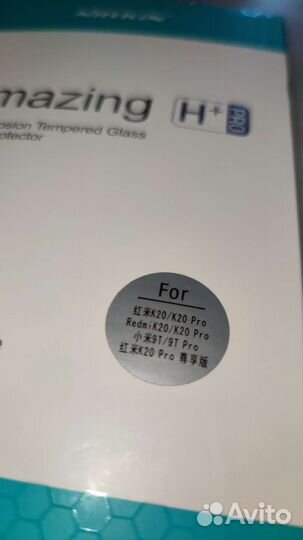 mazing H+ PRO
osion Tempered Glass
otector
For
红米K20/K20 Pro
RedmiK20/K20 Pro
小米9T/9T Pro
红米K20 Pro 尊享版
e
Avito